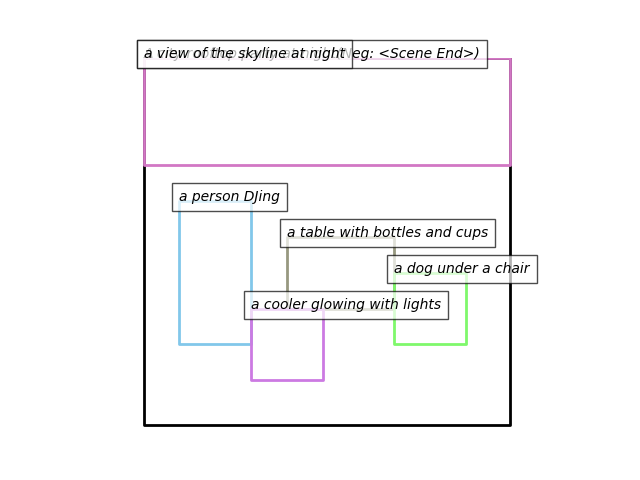 a view of the skyline at night
eg: <Scene End>)
a person DJing
a table with bottles and cups
a dog under a chair
a cooler glowing with lights